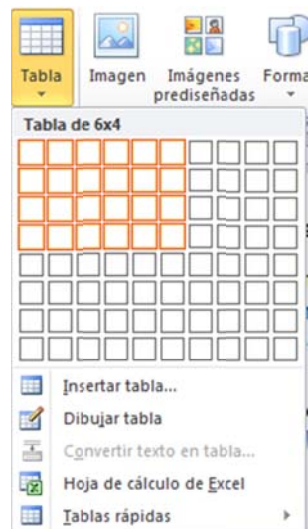 Tabla Imagen Imágenes prediseñadas Forma
Tabla de 6x4
Insertar tabla...
Dibujar tabla
Convertir texto en tabla...
Hoja de cálculo de Excel
Tablas rápidas